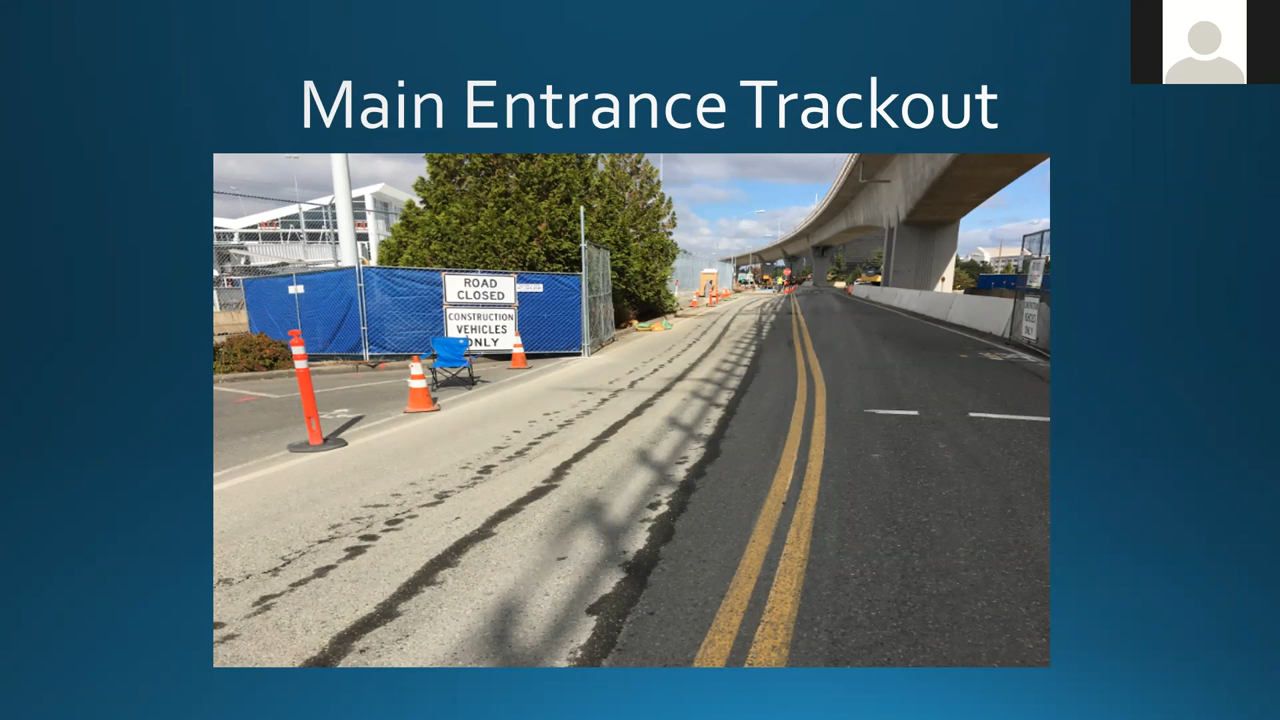 Main Entrance Trackout
ROAD
CLOSED
CONSTRUCTION
VEHICLES
ONLY